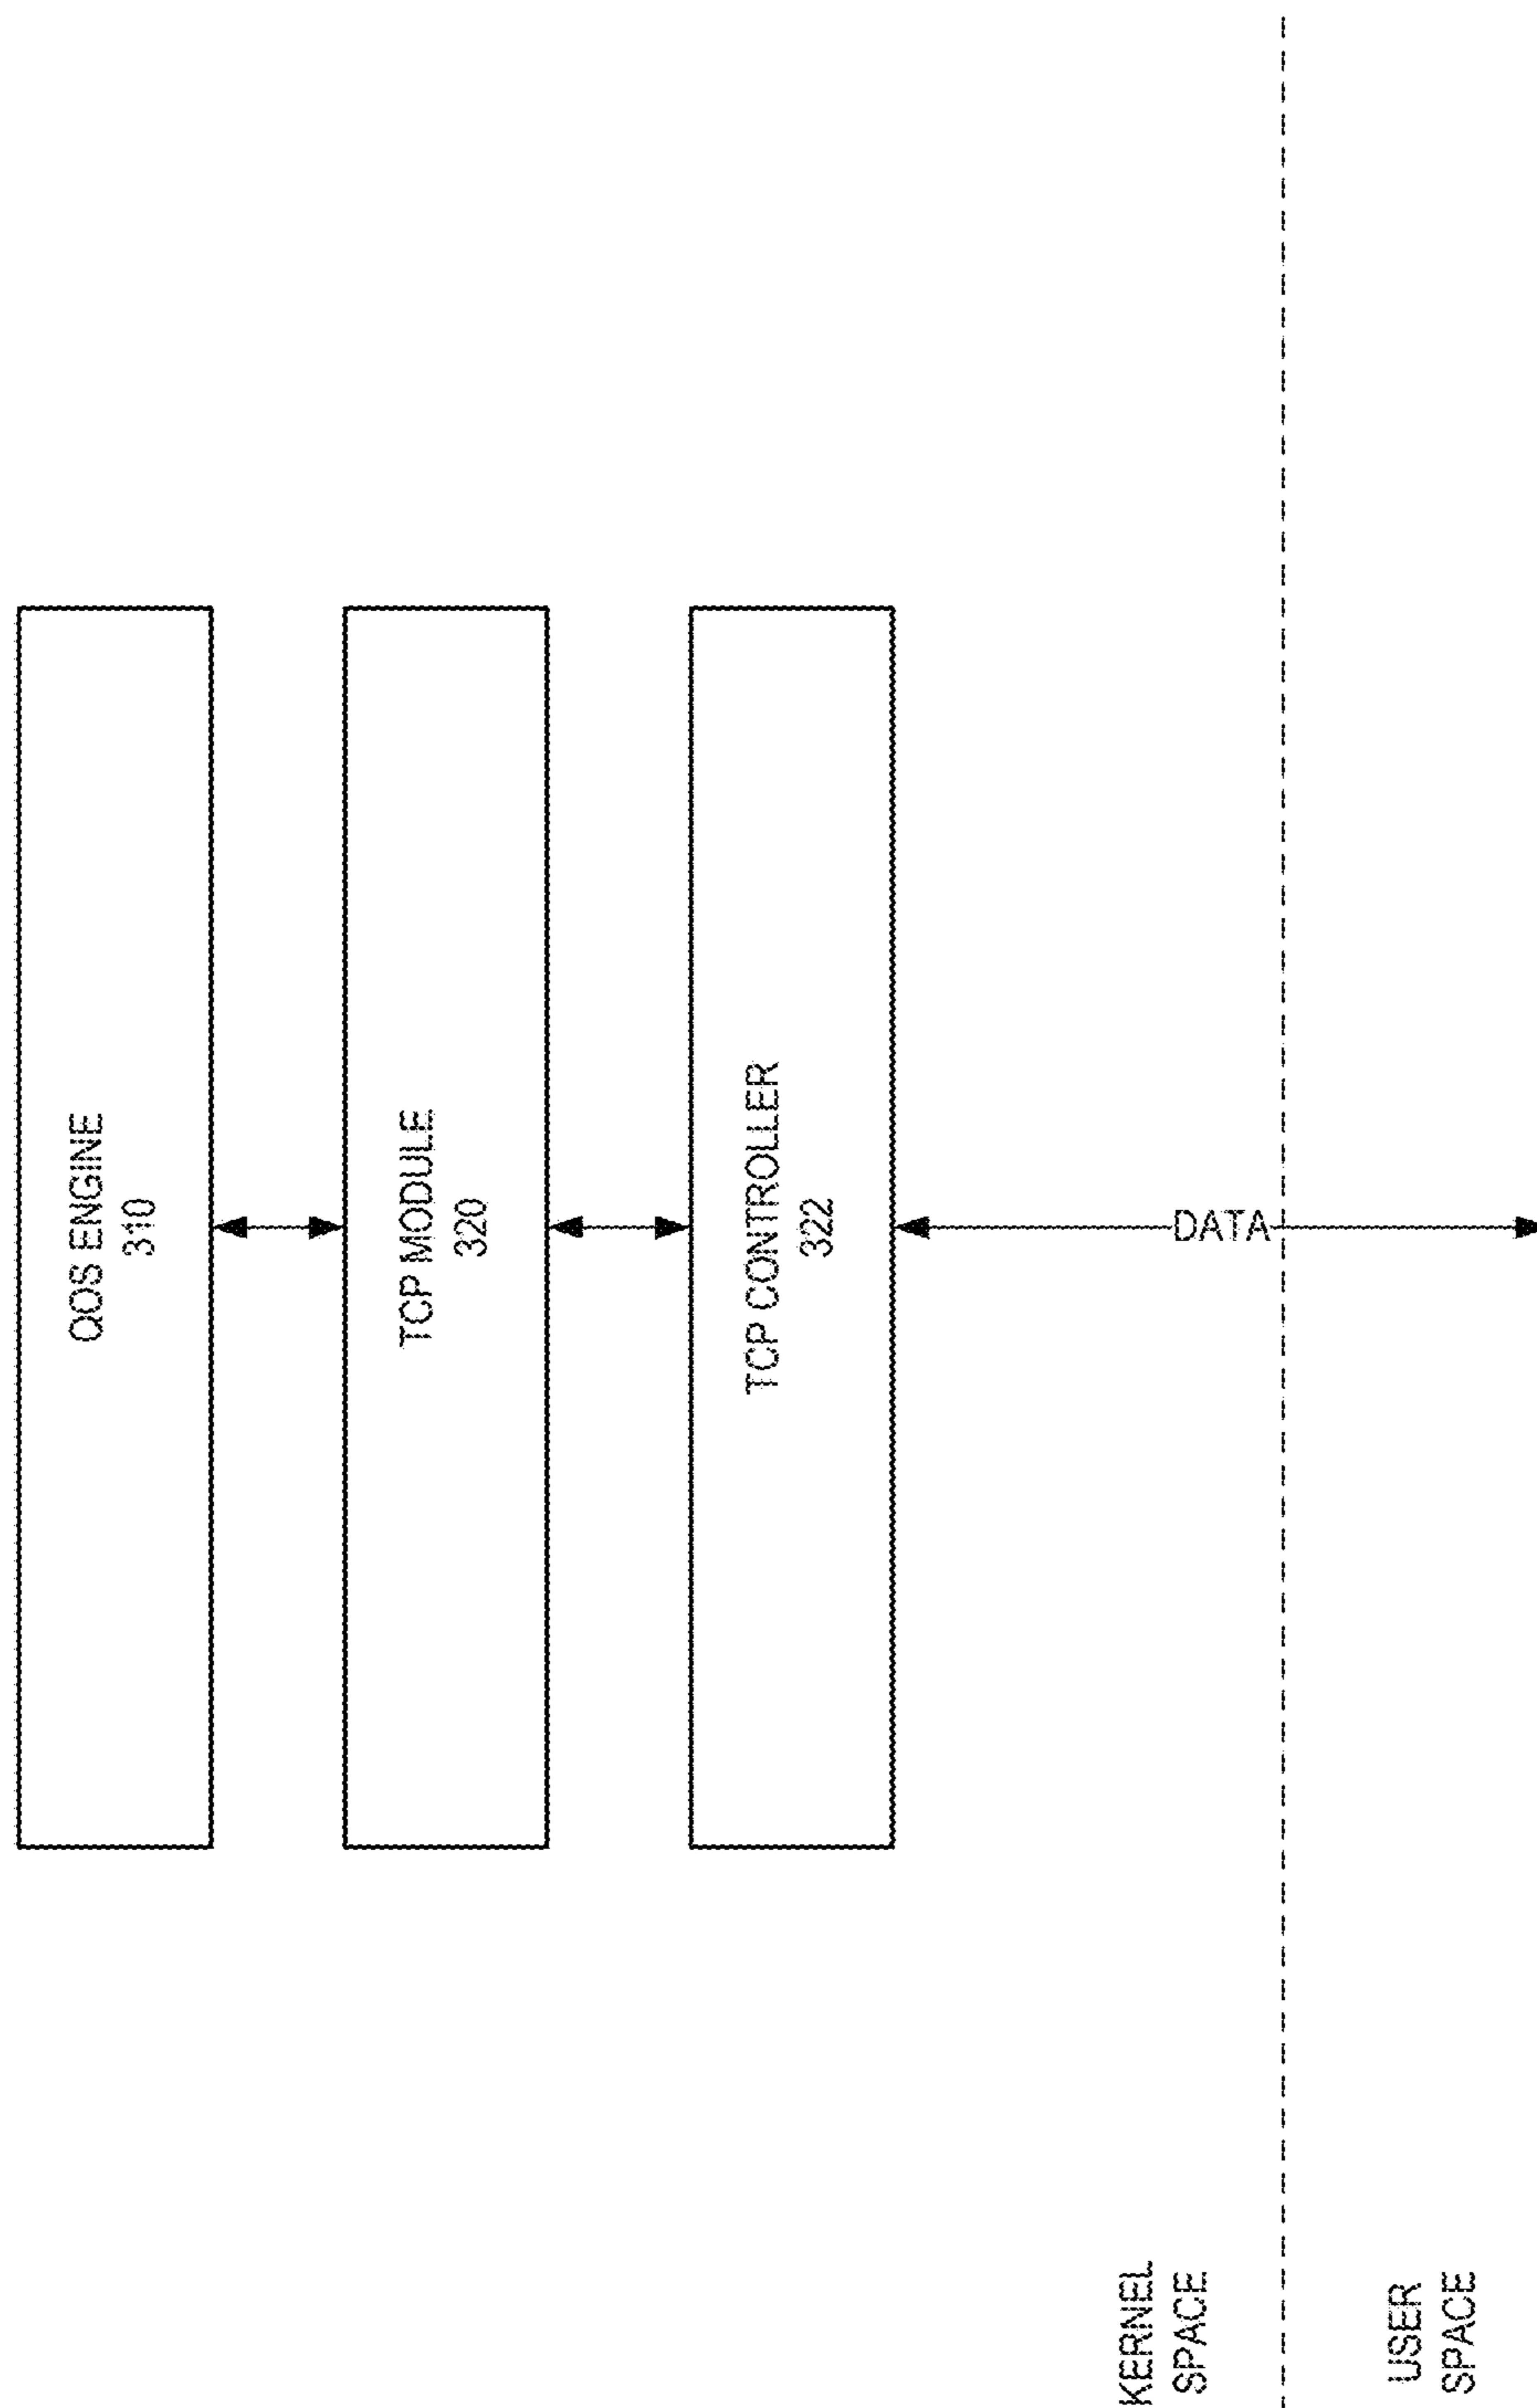 QOS ENGINE
310
TCP MODULE
320
TCP CONTROLLER
322
DATA
KERNEL
SPACE
USER
SPACE